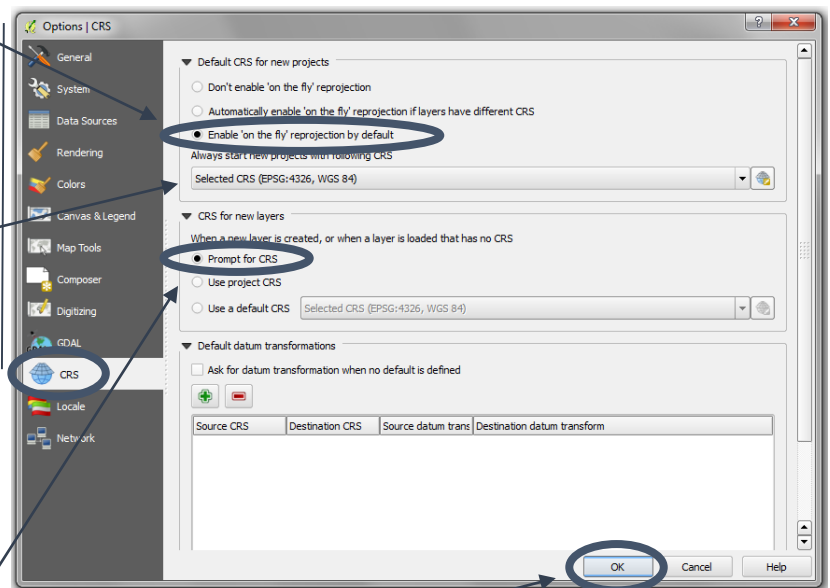 Options | CRS
General
System
Data Sources
Rendering
Colors
Canvas & Legend
Map Tools
Composer
Digitizing
GDAL
CRS
Locale
Network
Default CRS for new projects
Don't enable 'on the fly' reprojection
Automatically enable 'on the fly' reprojection if layers have different CRS
Enable 'on the fly' reprojection by default
Always start new projects with following CRS
Selected CRS (EPSG:4326, WGS 84)
CRS for new layers
When a new layer is created, or when a layer is loaded that has no CRS
Prompt for CRS
Use project CRS
Use a default CRS Selected CRS (EPSG:4326, WGS 84)
Default datum transformations
Ask for datum transformation when no default is defined
Source CRS Destination CRS Source datum trans Destination datum transform
OK Cancel Help